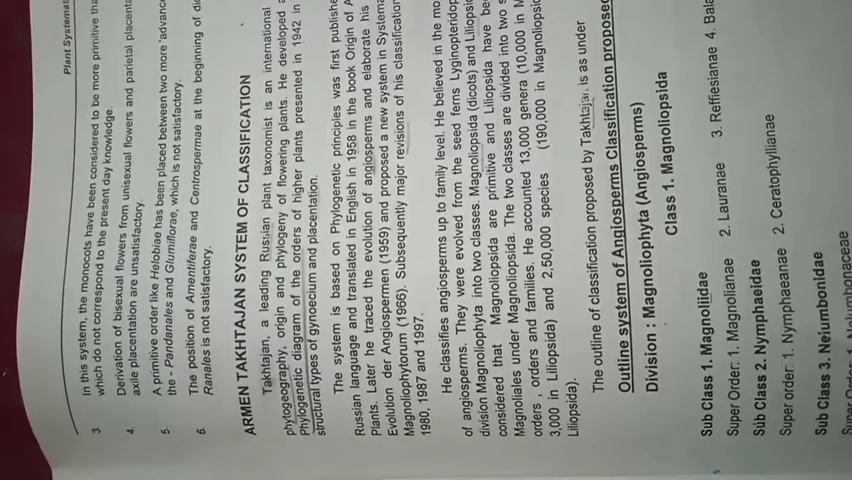 Plant Systemati
3. In this system, the monocots have been considered to be more primitive tha
which do not correspond to the present day knowledge.
4. Derivation of bisexual flowers from unisexual flowers and parietal placenta
axile placentation are unsatisfactory.
5. A primitive order like Helobiae has been placed between two more 'advance
the - Pandanales and Glumiflorae, which is not satisfactory.
6. The position of Amentiferae and Centrospermae at the beginning of di
Ranales is not satisfactory.
ARMEN TAKHTAJAN SYSTEM OF CLASSIFICATION
Takhtajan, a leading Russian plant taxonomist is an international
phytogeography, origin and phylogeny of flowering plants. He developed a
Phylogenetic diagram of the orders of higher plants presented in 1942 in
structural types of gynoecium and placentation.
The system is based on Phylogenetic principles was first publishe
Russian language and translated in English in 1958 in the book Origin of A
Plants. Later he traced the evolution of angiosperms and elaborate his
Evolution der Angiospermen (1959) and proposed a new system in Systema
Magnoliophytorum (1966). Subsequently major revisions of his classification
1980, 1987 and 1997.
He classifies angiosperms up to family level. He believed in the mo
of angiosperms. They were evolved from the seed ferns Lyginopteridop
division Magnoliophyta into two classes. Magnoliopsida (dicots) and Liliopsid
considered that Magnoliopsida are primitive and Liliopsida have be
Magnoliales under Magnoliopsida. The two classes are divided into two s
orders , orders and families. He accounted 13,000 genera (10,000 in M
3,000 in Liliopsida) and 2,50,000 species (190,000 in Magnoliopsid
Liliopsida).
The outline of classification proposed by Takhtajan is as under
Outline system of Angiosperms Classification propose
Division : Magnoliophyta (Angiosperms)
Class 1. Magnoliopsida
Sub Class 1. Magnoliidae
Super Order: 1. Magnolianae 2. Lauranae 3. Reffiesianae 4. Bala
Sub Class 2. Nymphaeidae
Super order: 1. Nymphaeanae 2. Ceratophyllianae
Sub Class 3. Nelumbonidae